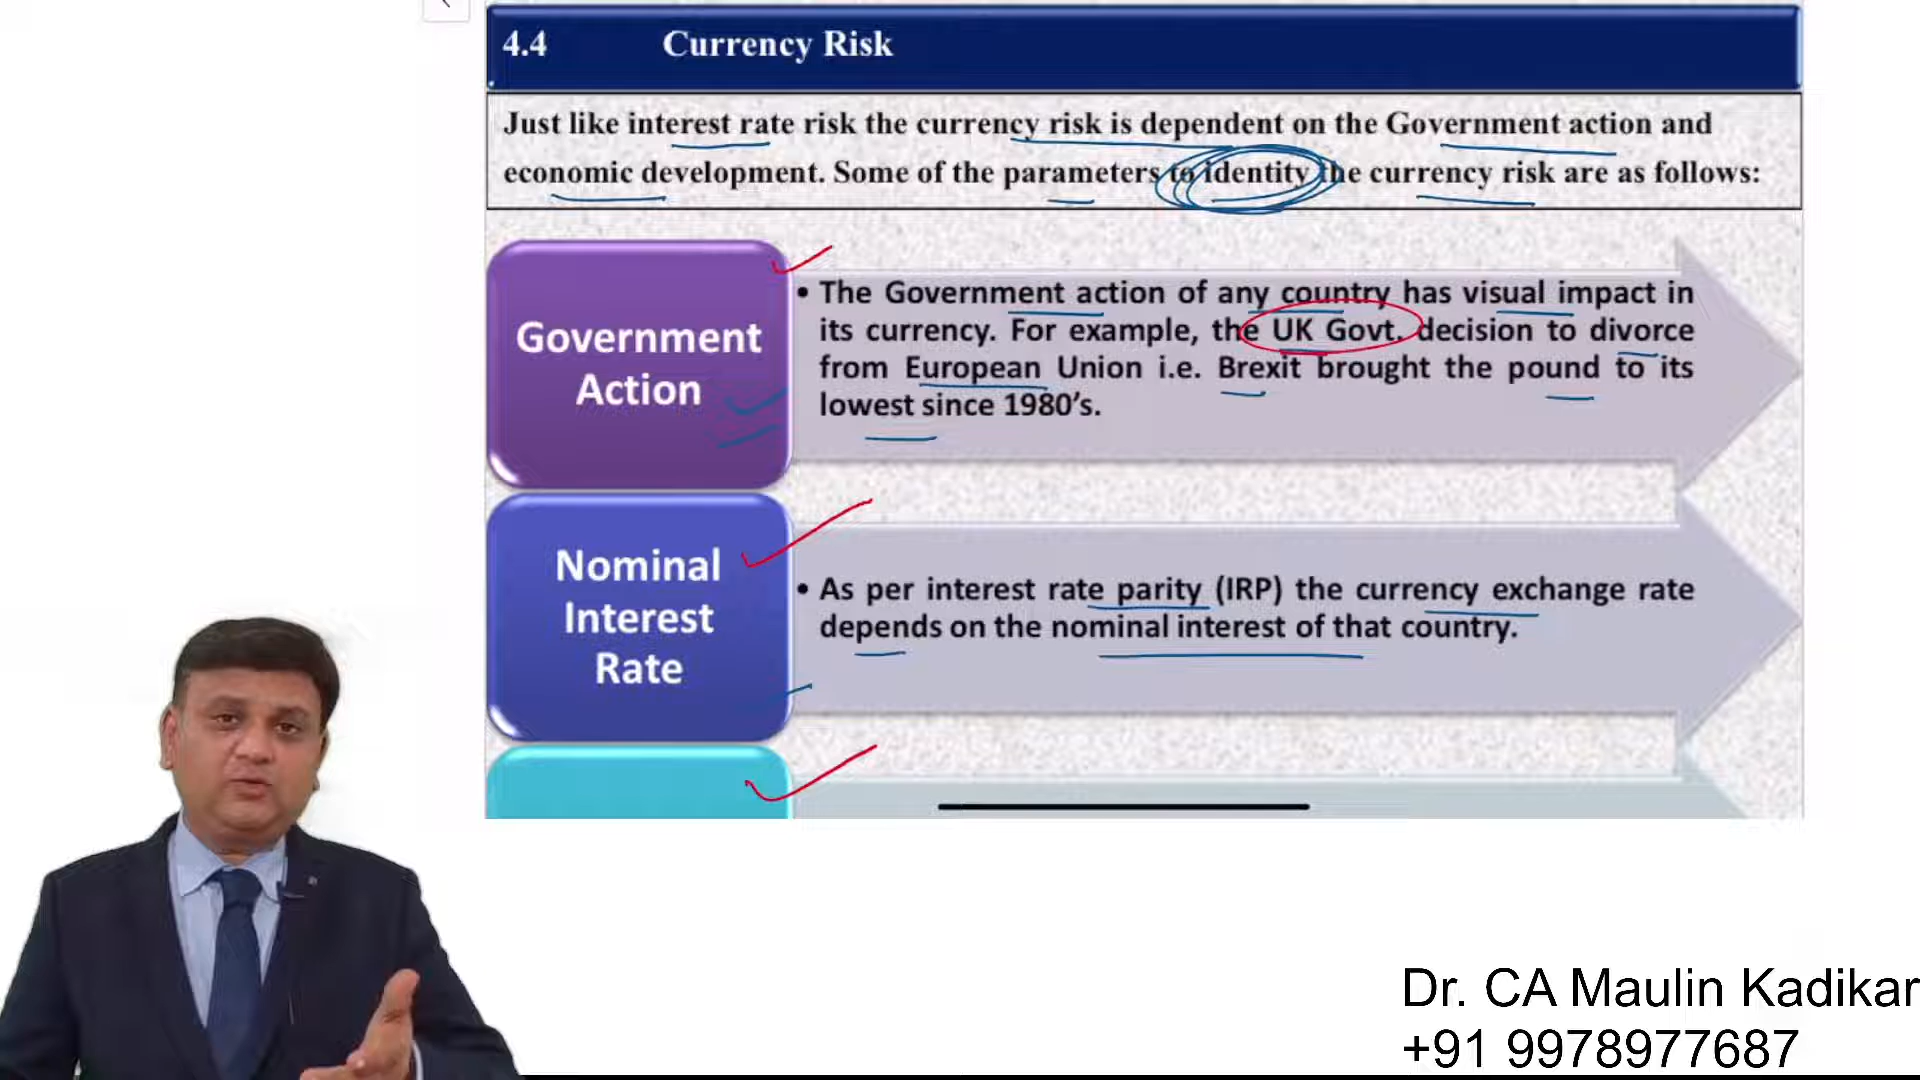 4.4 Currency Risk
Just like interest rate risk the currency risk is dependent on the Government action and
economic development. Some of the parameters to identity the currency risk are as follows:
Government
Action
• The Government action of any country has visual impact in
its currency. For example, the UK Govt. decision to divorce
from European Union i.e. Brexit brought the pound to its
lowest since 1980’s.
Nominal
Interest
Rate
• As per interest rate parity (IRP) the currency exchange rate
depends on the nominal interest of that country.
Dr. CA Maulin Kadikar
+91 9978977687